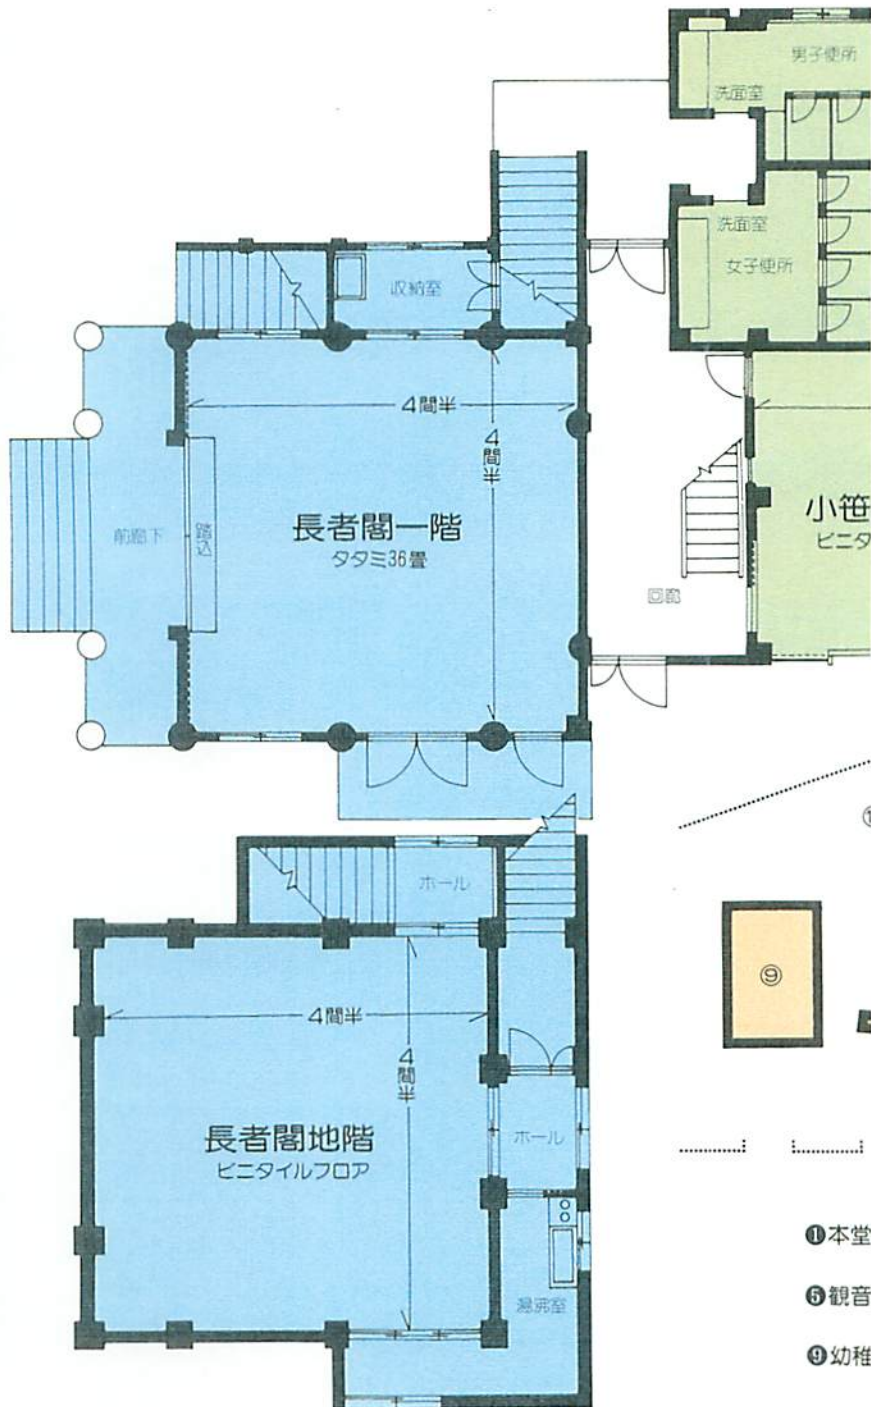 男子便所
洗面室
洗面室
女子便所
収納室
4間半
4間半
長者閣一階
タタミ36畳
前廊下
踏込
回廊
小笹
ビニタ
ホール
4間半
4間半
長者閣地階
ビニタイルフロア
ホール
湯沸室
⑨
❶本堂
❺観音
❾幼稚